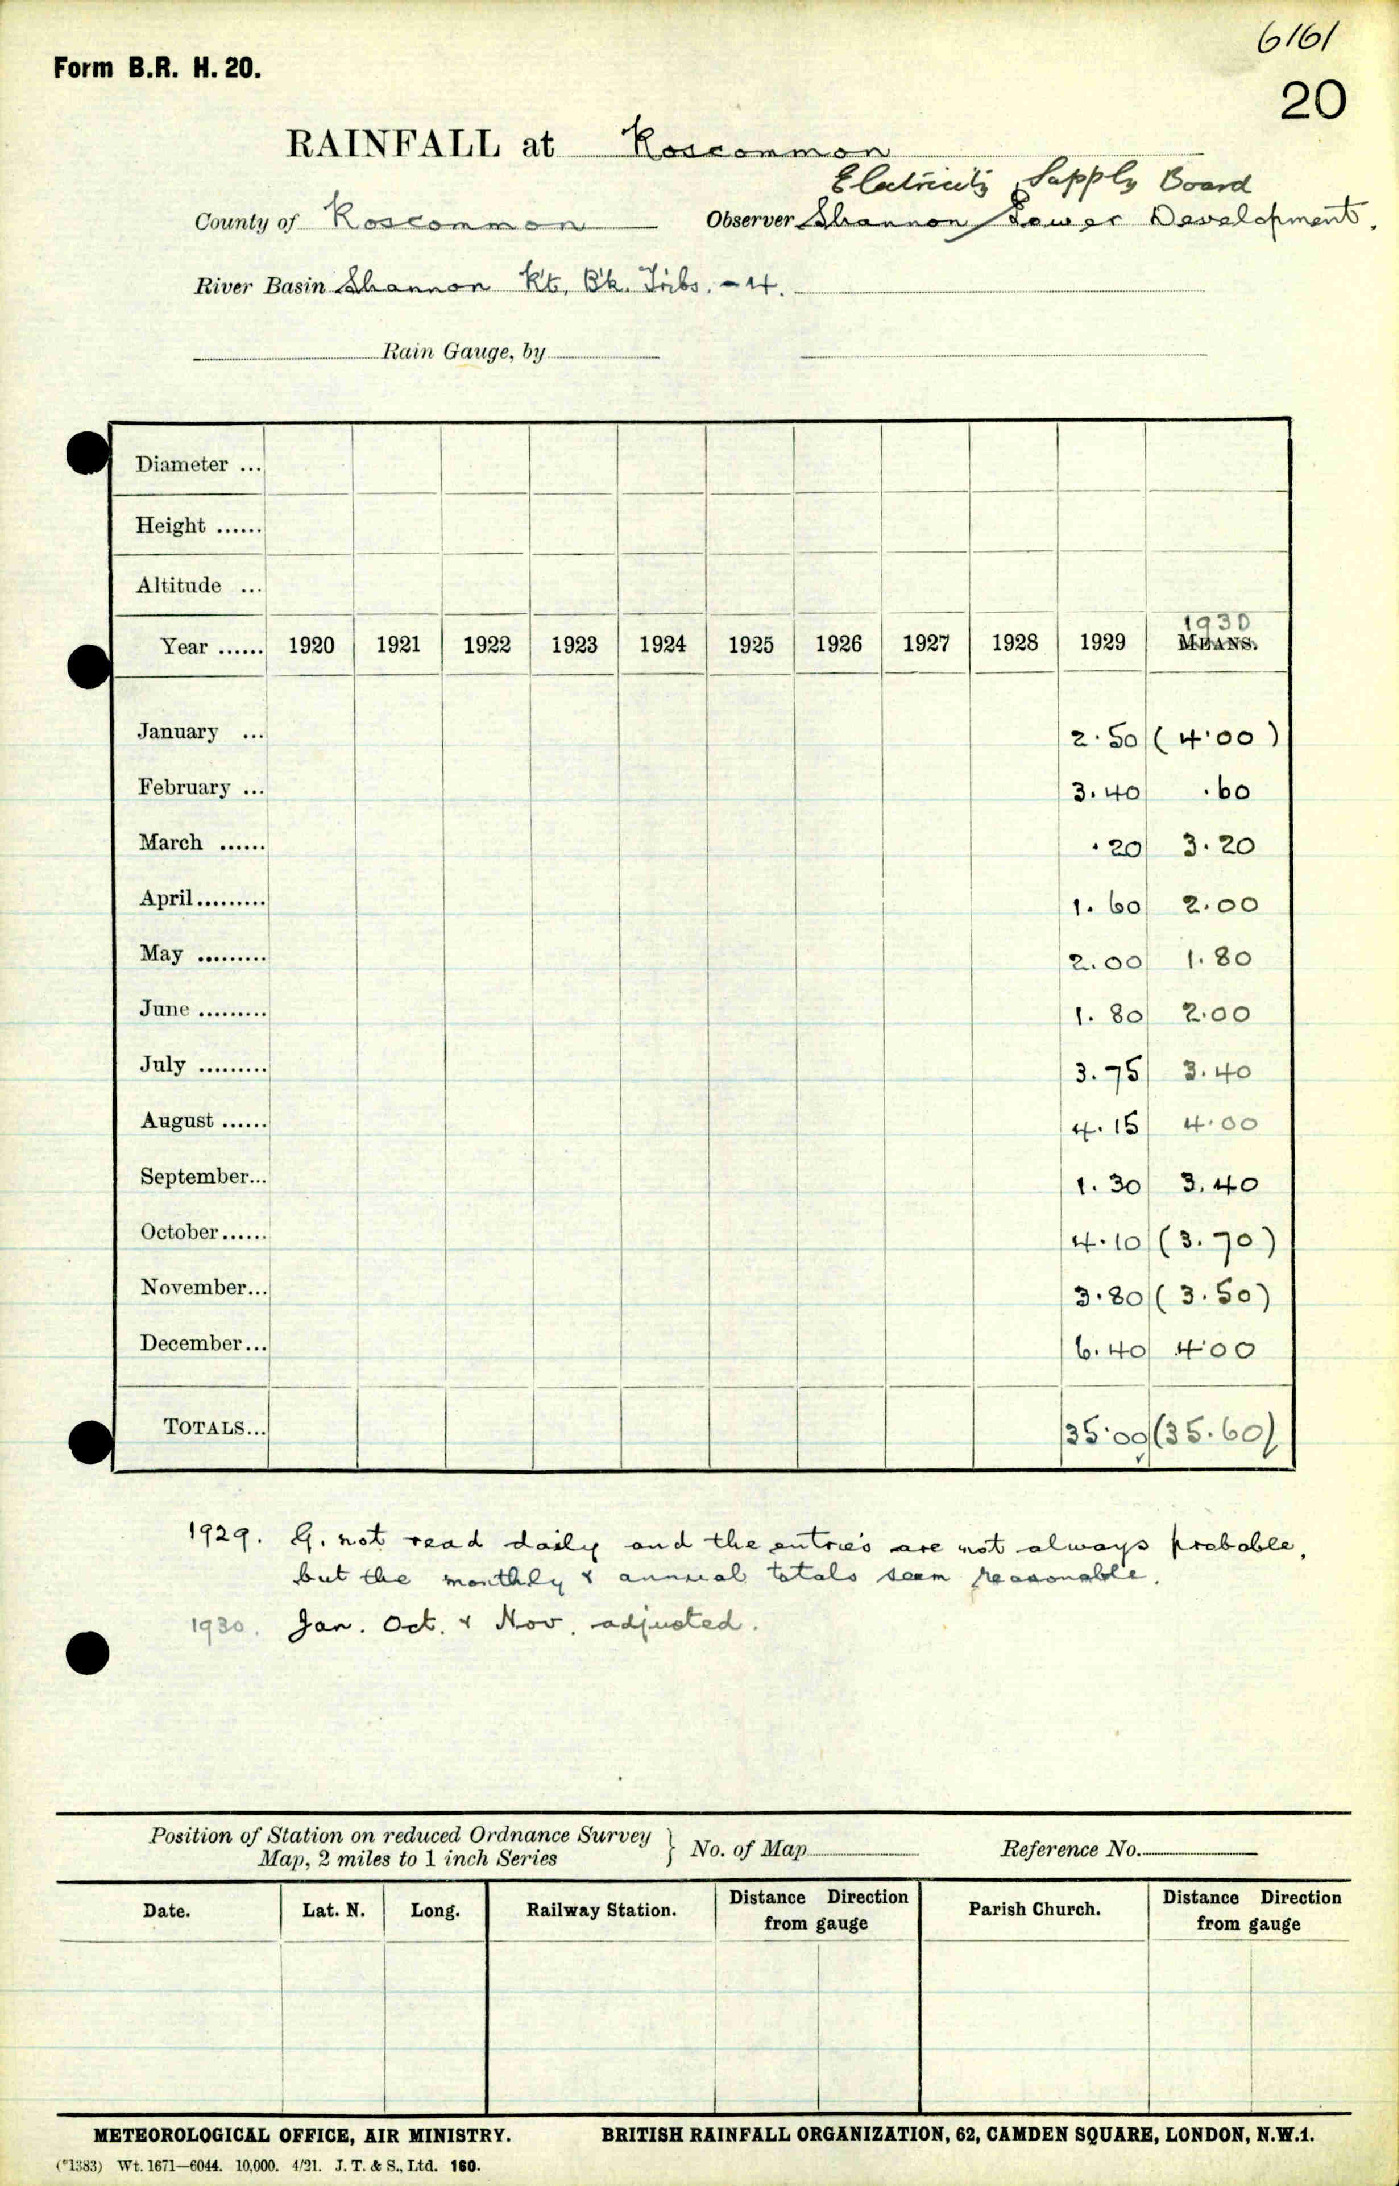 6161
Form B.R. H. 20.
20
RAINFALL at Roscommon
Electricity Supply Board
County of Roscommon Observer Shannon Power Development.
River Basin Shannon Rt. Bk. Tribs. - 4.
Rain Gauge, by
Diameter ...
Height ......
Altitude ...
1930
Year ...... 1920 1921 1922 1923 1924 1925 1926 1927 1928 1929 MEANS.
January ... 2.50 (4.00)
February ... 3.40 .60
March ...... .20 3.20
April......... 1.60 2.00
May ......... 2.00 1.80
June ......... 1.80 2.00
July ......... 3.75 3.40
August ...... 4.15 4.00
September... 1.30 3.40
October...... 4.10 (3.70)
November... 3.80 (3.50)
December... 6.40 4.00
TOTALS... 35.00 (35.60)
1929. G. not read daily and the entries are not always probable,
but the monthly & annual totals seem reasonable.
1930. Jan. Oct. & Nov. adjusted.
Position of Station on reduced Ordnance Survey
Map, 2 miles to 1 inch Series } No. of Map Reference No.
Date. Lat. N. Long. Railway Station. Distance Direction from gauge Parish Church. Distance Direction from gauge
METEOROLOGICAL OFFICE, AIR MINISTRY. BRITISH RAINFALL ORGANIZATION, 62, CAMDEN SQUARE, LONDON, N.W.1.
(*1383) Wt. 1671—6044. 10,000. 4/21. J. T. & S., Ltd. 160.